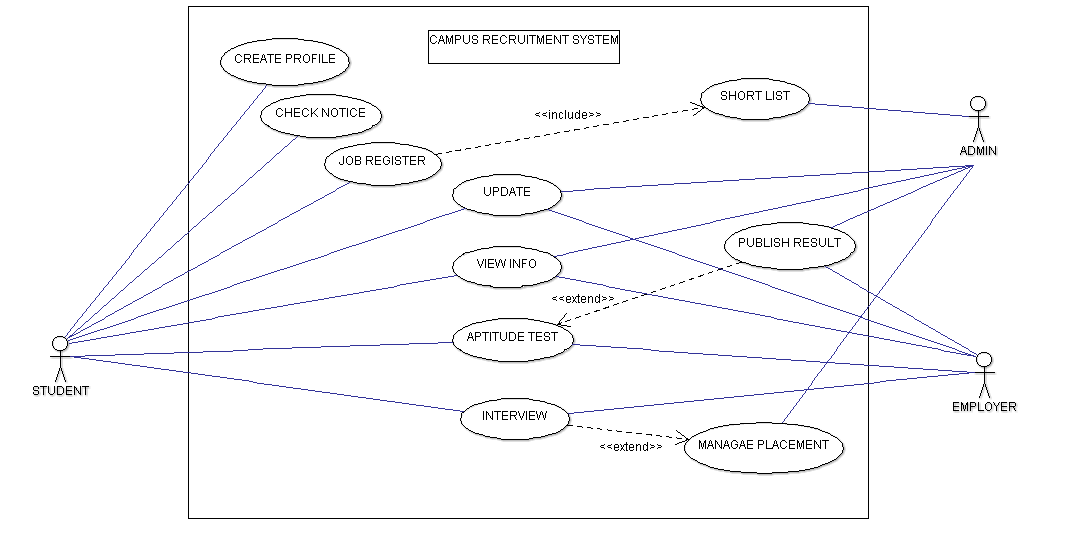 CAMPUS RECRUITMENT SYSTEM
CREATE PROFILE
SHORT LIST
CHECK NOTICE
<<include>>
ADMIN
JOB REGISTER
UPDATE
PUBLISH RESULT
VIEW INFO
<<extend>>
APTITUDE TEST
STUDENT
EMPLOYER
INTERVIEW
<<extend>>
MANAGAE PLACEMENT